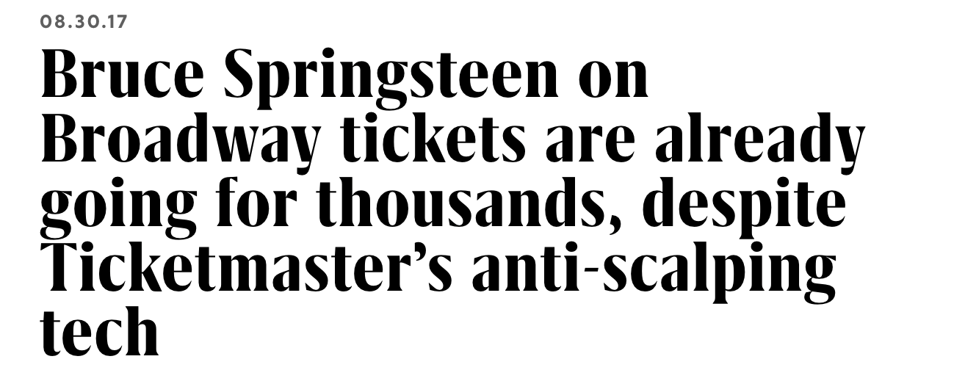 08.30.17
Bruce Springsteen on
Broadway tickets are already
going for thousands, despite
Ticketmaster’s anti-scalping
tech